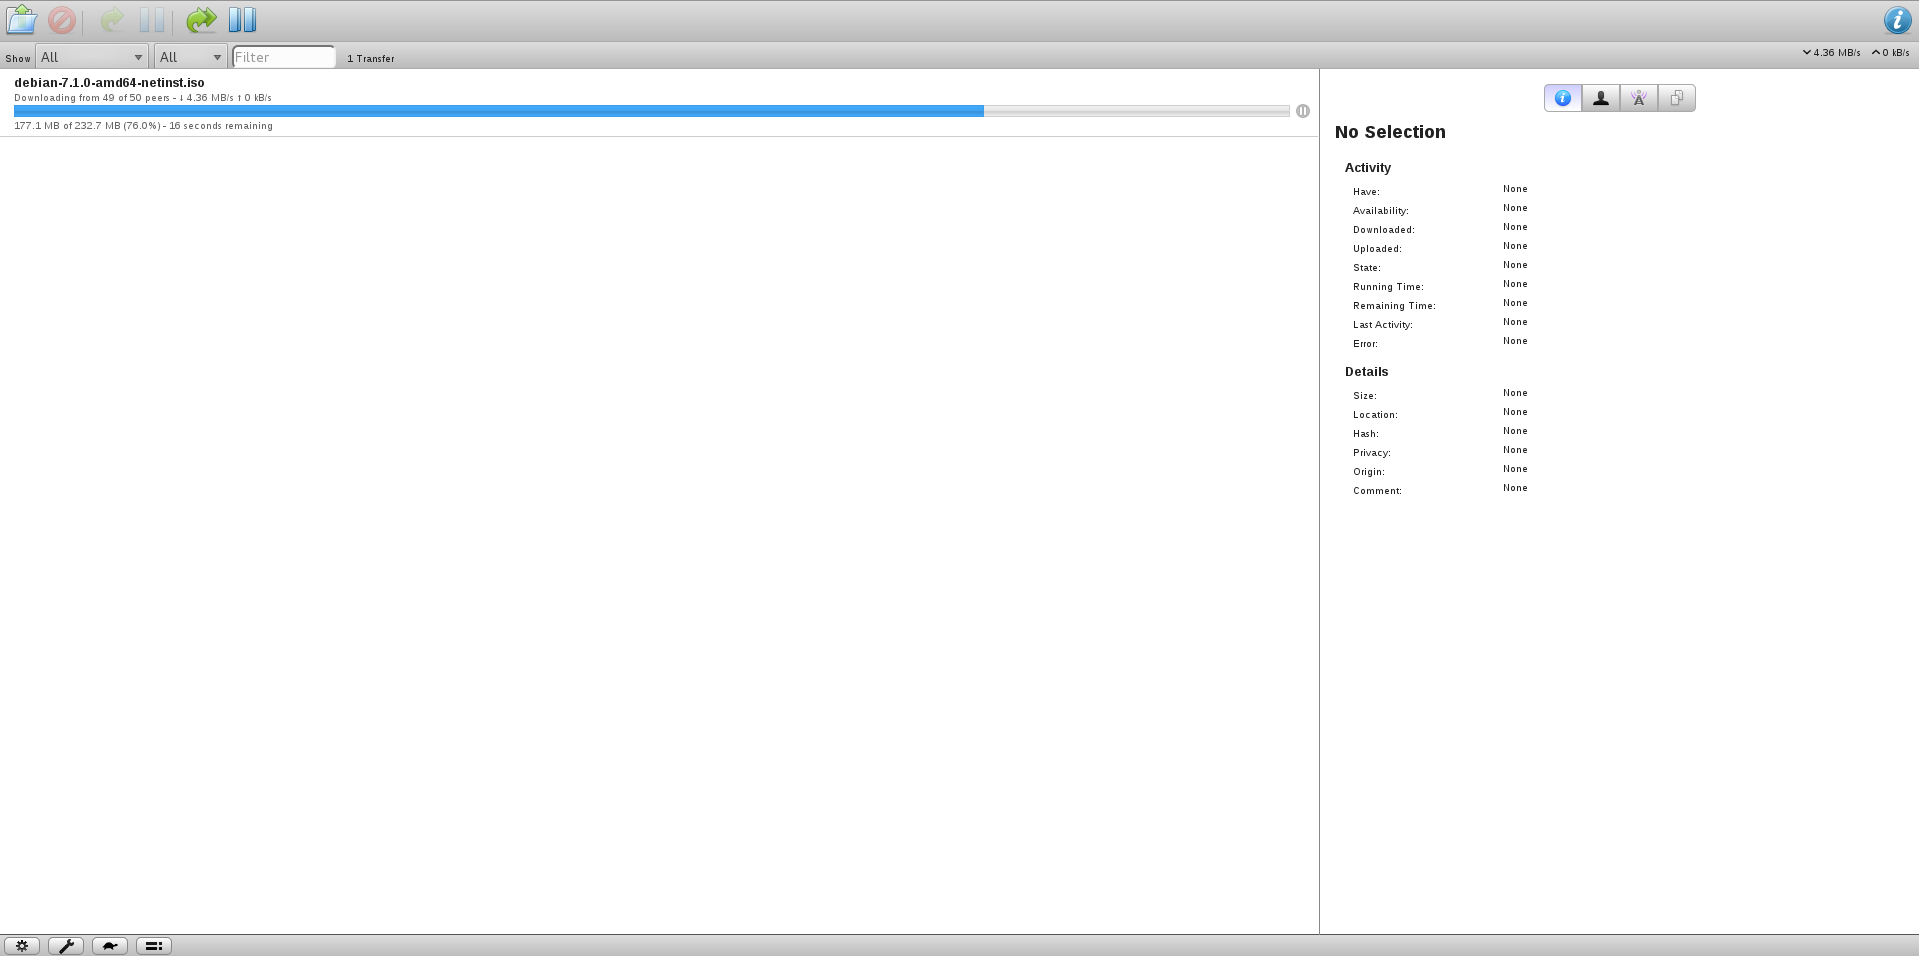 Show All All Filter 1 Transfer 4.36 MB/s 0 kB/s
debian-7.1.0-amd64-netinst.iso
Downloading from 49 of 50 peers - ↓ 4.36 MB/s ↑ 0 kB/s
177.1 MB of 232.7 MB (76.0%) - 16 seconds remaining
No Selection
Activity
Have: None
Availability: None
Downloaded: None
Uploaded: None
State: None
Running Time: None
Remaining Time: None
Last Activity: None
Error: None
Details
Size: None
Location: None
Hash: None
Privacy: None
Origin: None
Comment: None